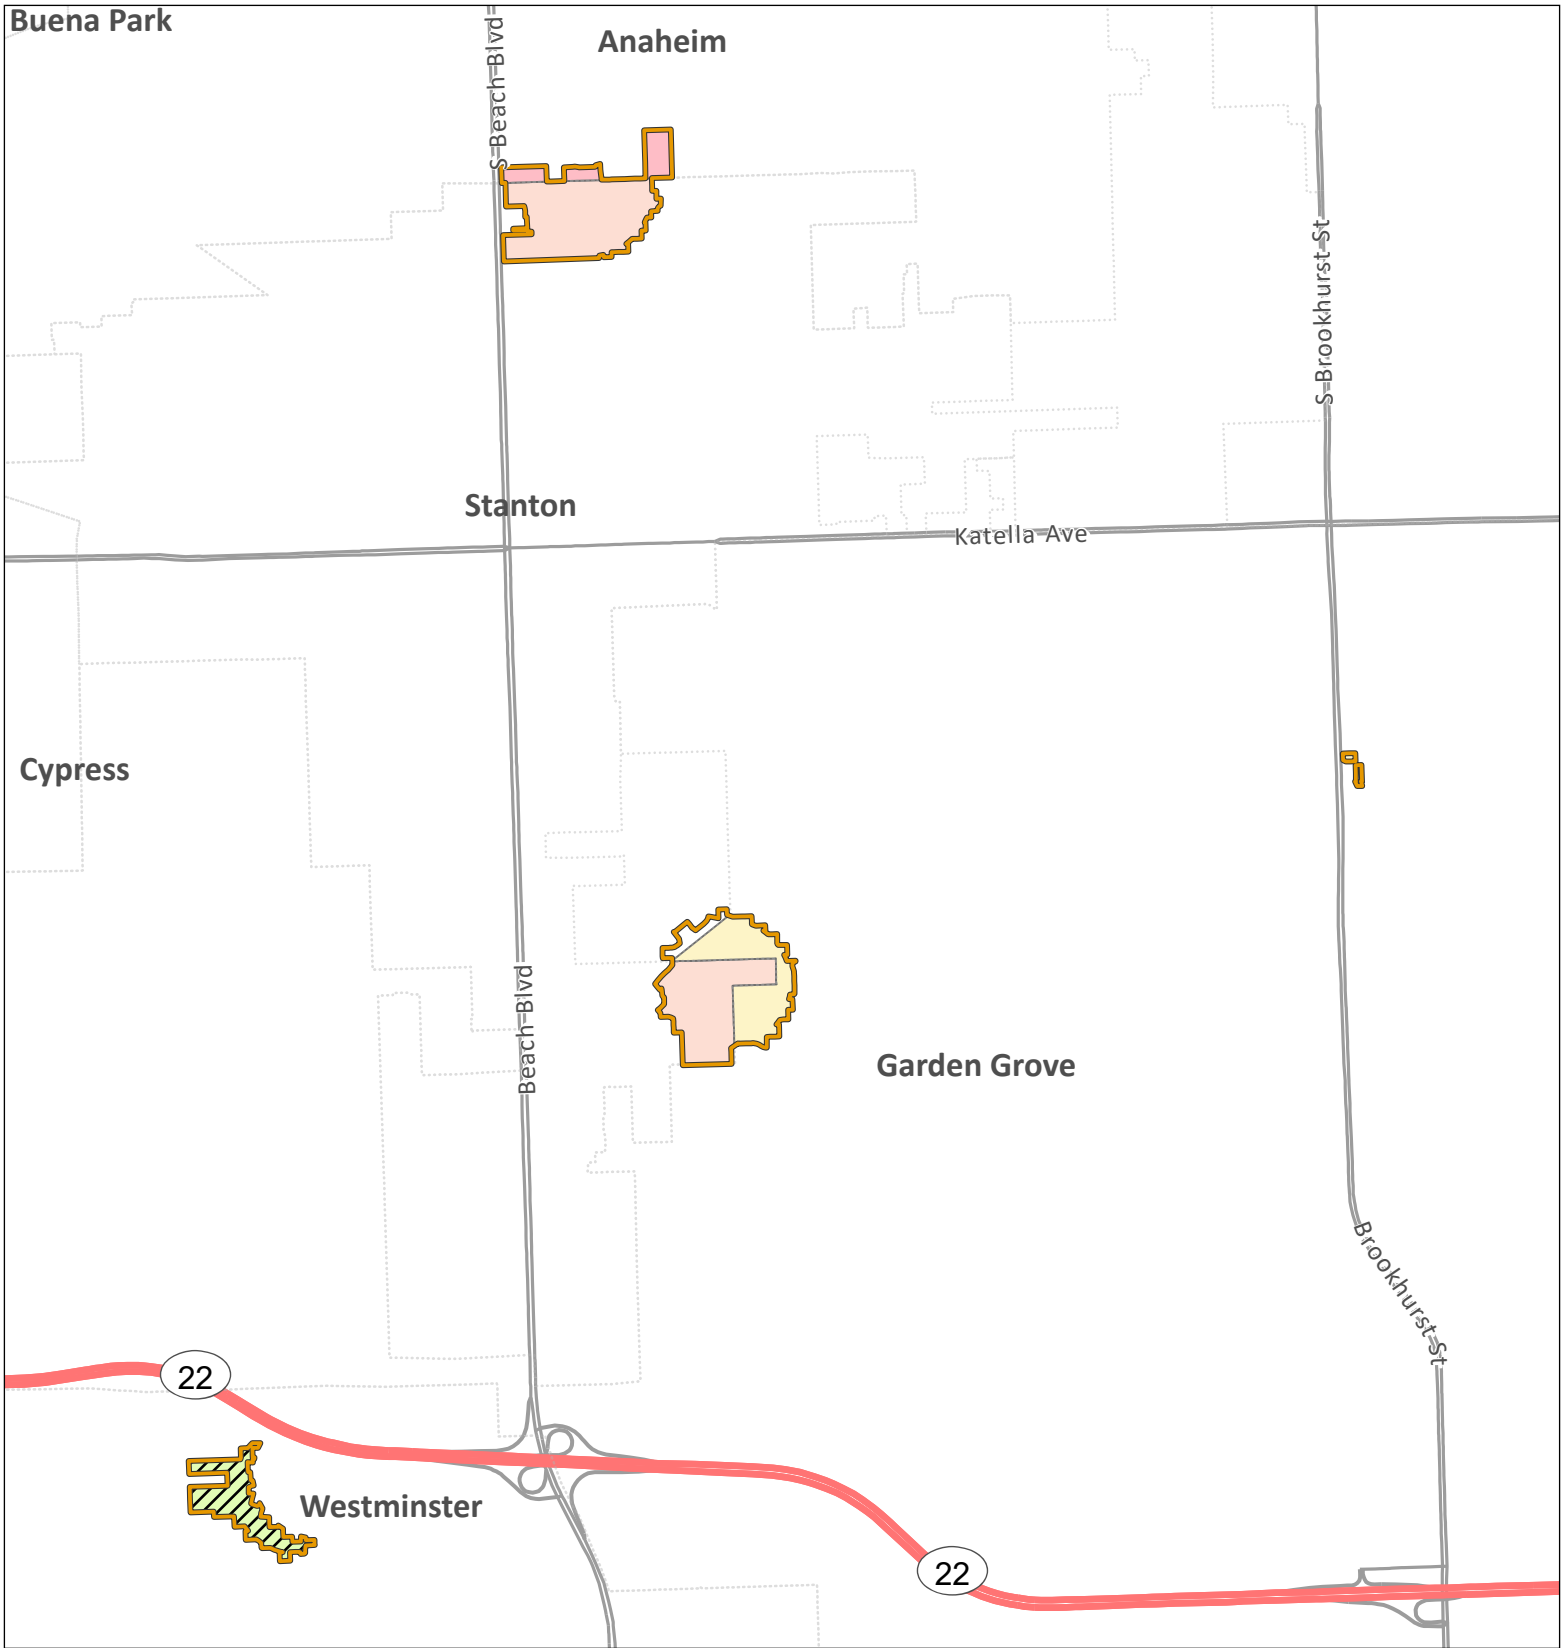 Buena Park
Anaheim
S Beach Blvd
S Brookhurst St
Stanton
Katella Ave
Cypress
Beach Blvd
Garden Grove
Brookhurst St
22
Westminster
22